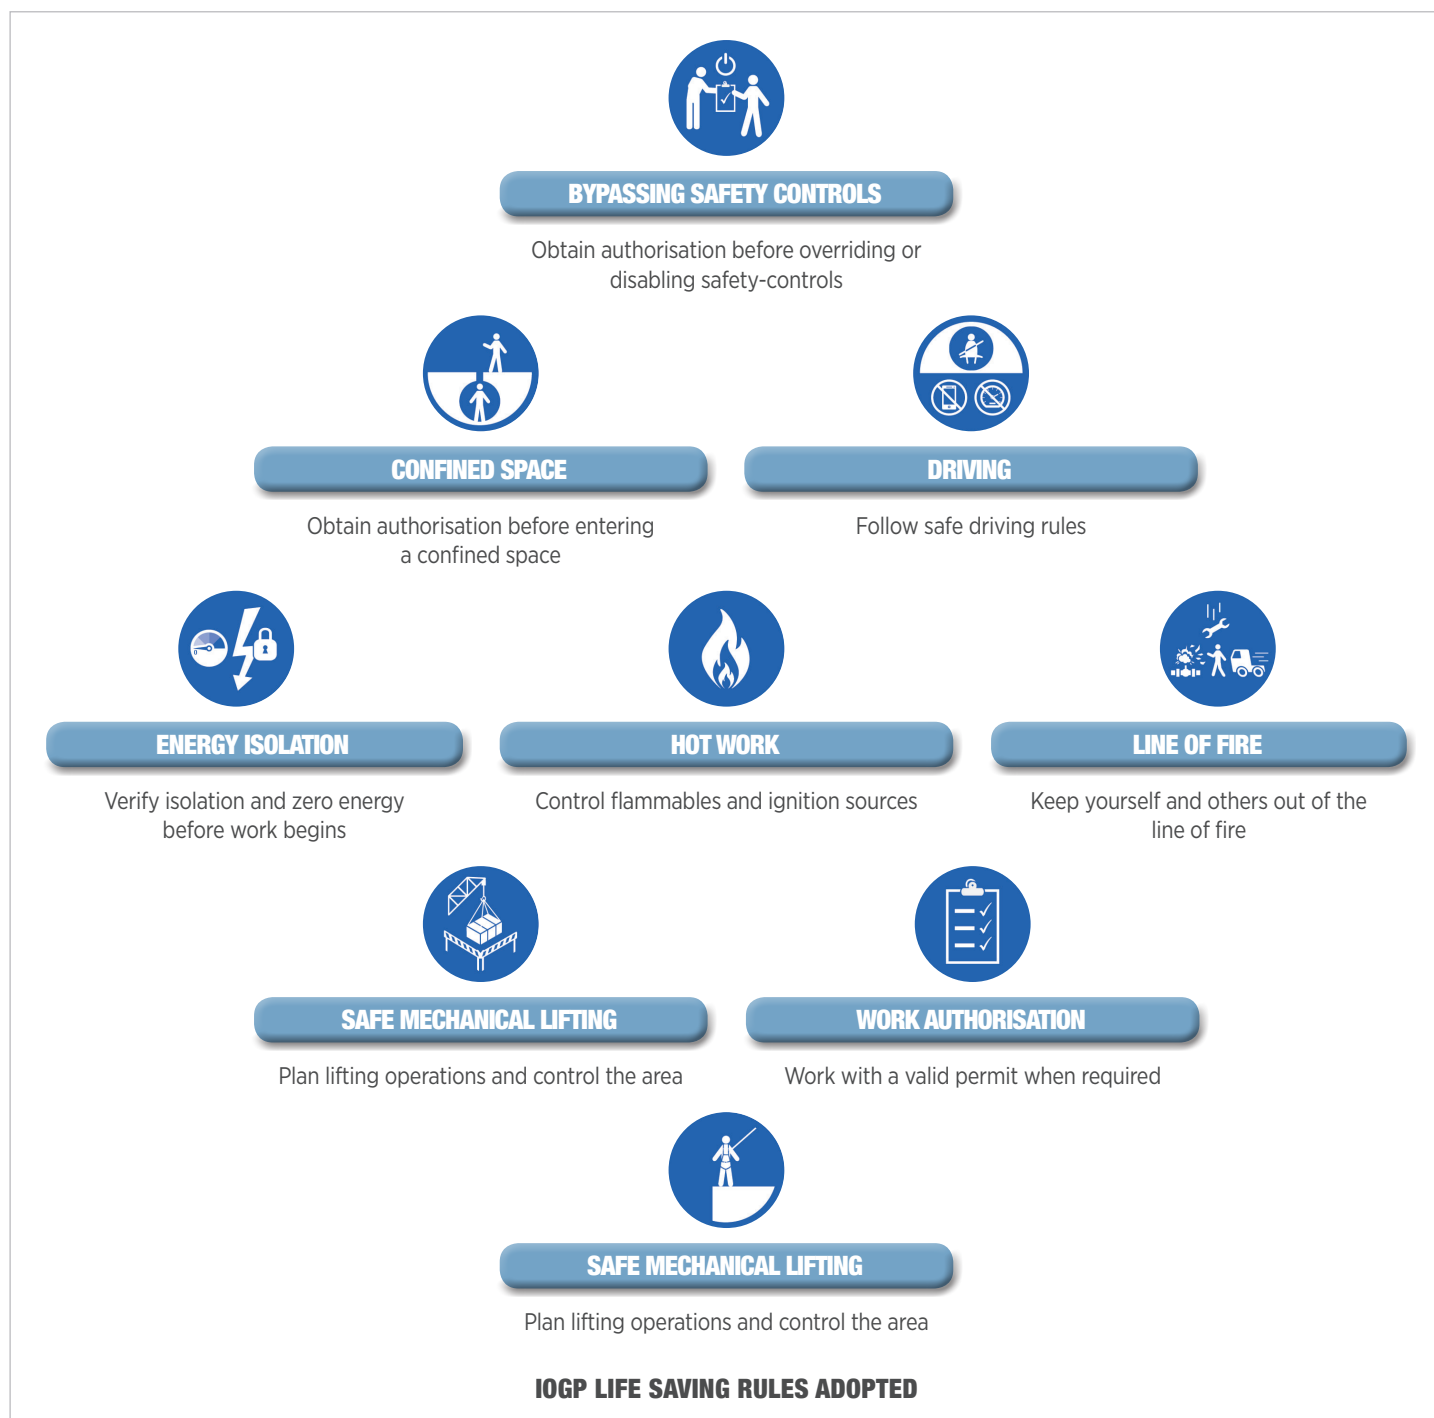 BYPASSING SAFETY CONTROLS
Obtain authorisation before overriding or
disabling safety-controls
CONFINED SPACE
Obtain authorisation before entering
a confined space
DRIVING
Follow safe driving rules
ENERGY ISOLATION
Verify isolation and zero energy
before work begins
HOT WORK
Control flammables and ignition sources
LINE OF FIRE
Keep yourself and others out of the
line of fire
SAFE MECHANICAL LIFTING
Plan lifting operations and control the area
WORK AUTHORISATION
Work with a valid permit when required
SAFE MECHANICAL LIFTING
Plan lifting operations and control the area
IOGP LIFE SAVING RULES ADOPTED